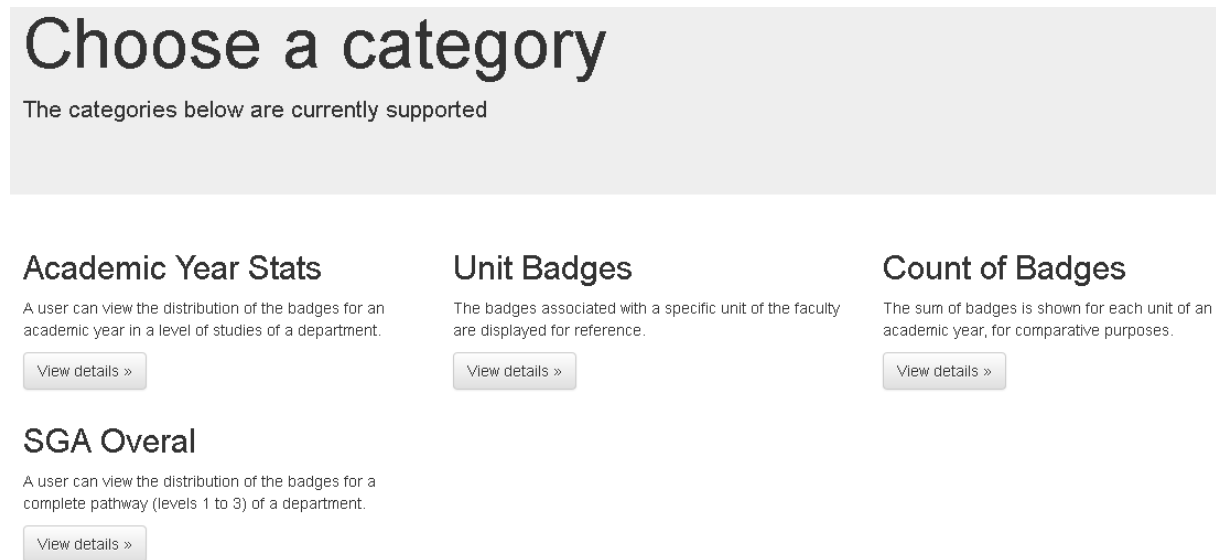 Choose a category
The categories below are currently supported
Academic Year Stats
A user can view the distribution of the badges for an
academic year in a level of studies of a department.
View details »
Unit Badges
The badges associated with a specific unit of the faculty
are displayed for reference.
View details »
Count of Badges
The sum of badges is shown for each unit of an
academic year, for comparative purposes.
View details »
SGA Overal
A user can view the distribution of the badges for a
complete pathway (levels 1 to 3) of a department.
View details »